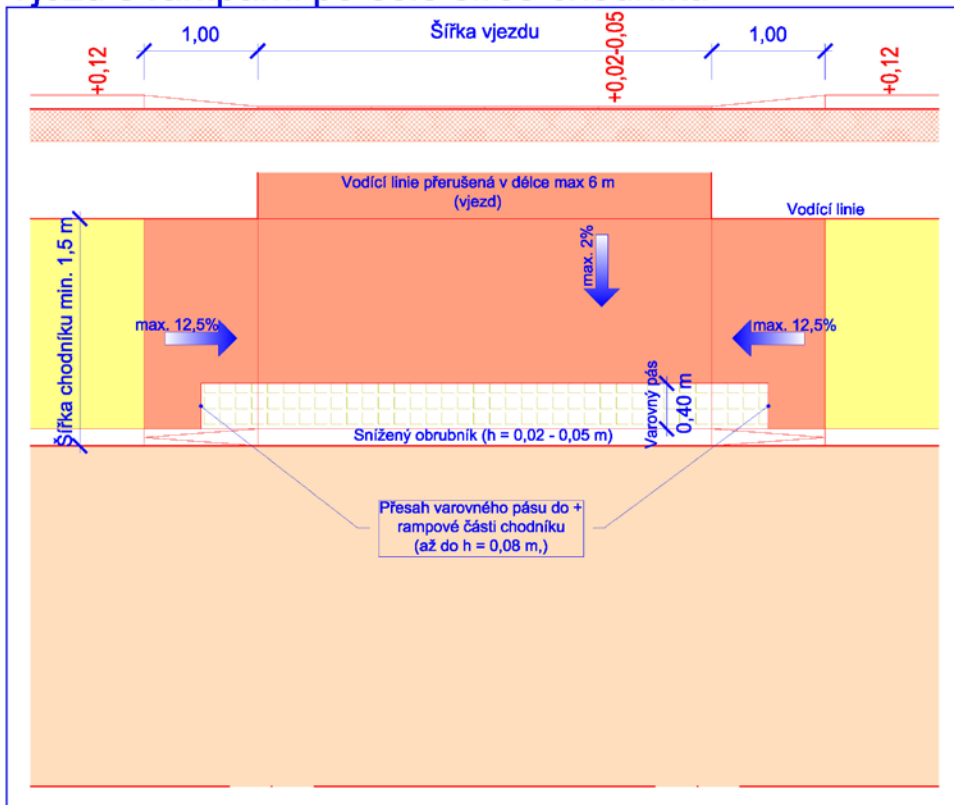 1,00
Šířka vjezdu
1,00
+0,12
+0,02-0,05
+0,12
Vodící linie přerušená v délce max 6 m
(vjezd)
Vodící linie
Šířka chodníku min. 1,5 m
max. 2%
max. 12,5%
max. 12,5%
Varovný pás
0,40 m
Snížený obrubník (h = 0,02 - 0,05 m)
Přesah varovného pásu do +
rampové části chodníku
(až do h = 0,08 m,)